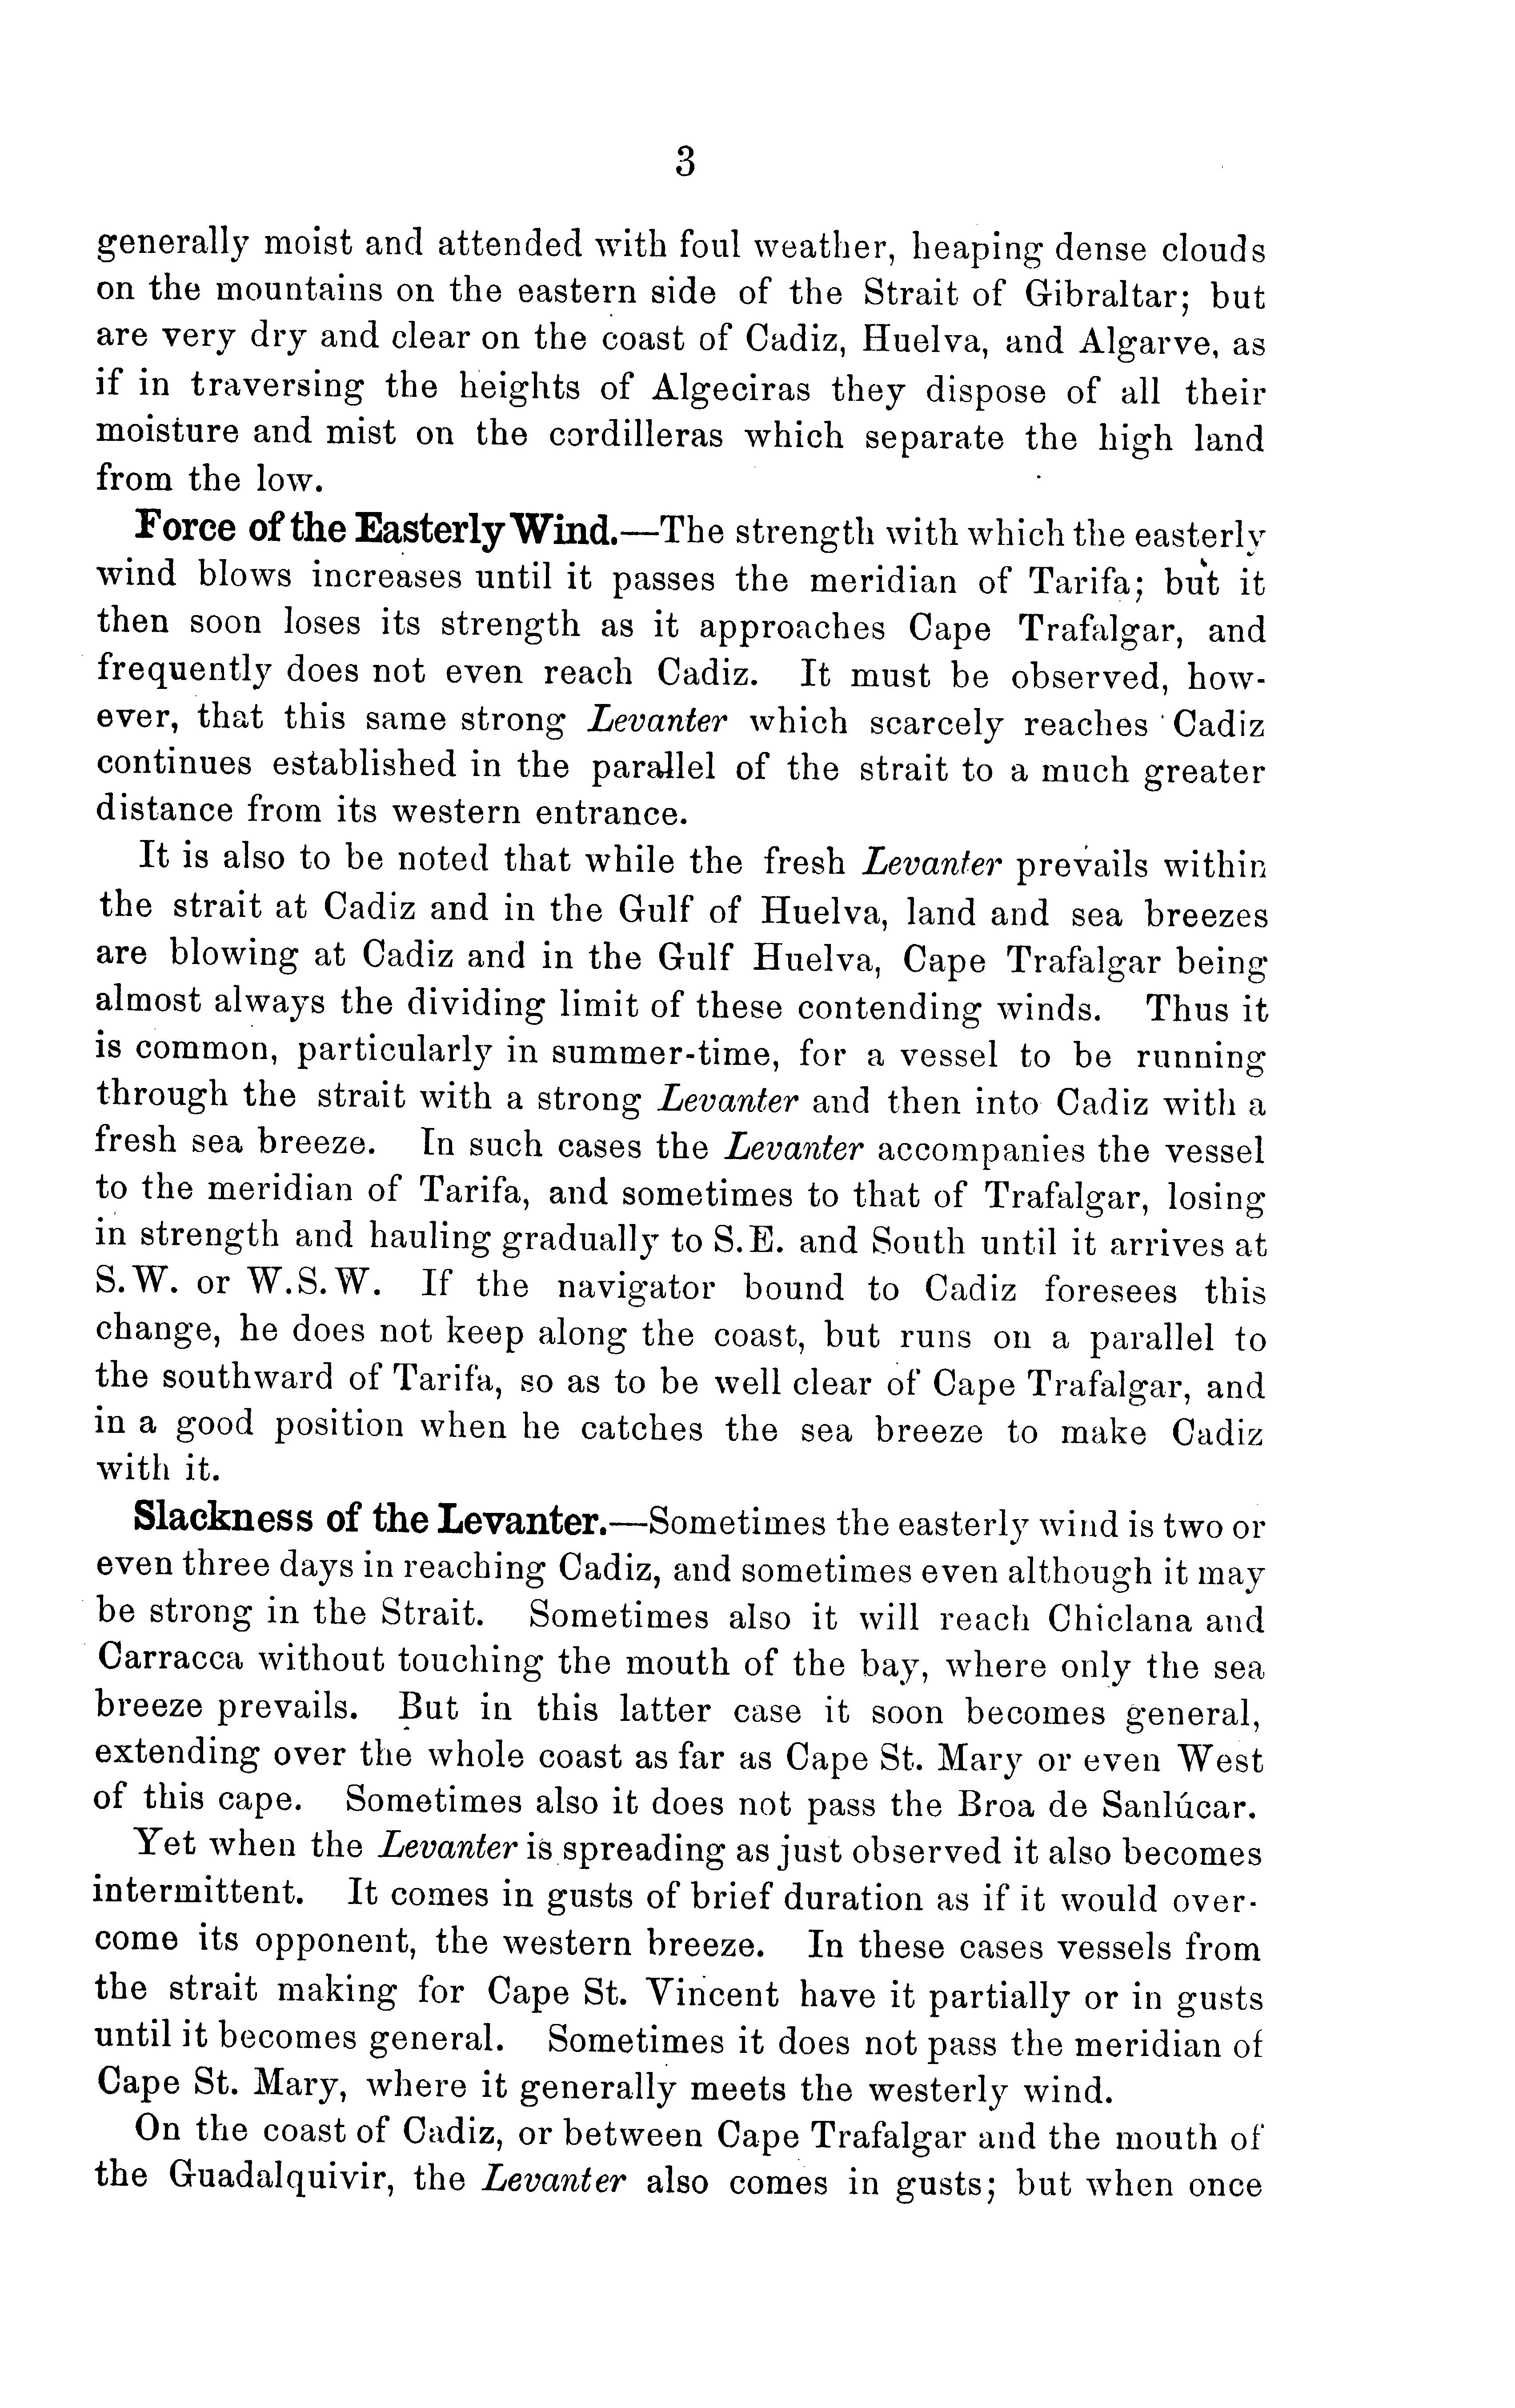 3
generally moist and attended with foul weather, heaping dense clouds
on the mountains on the eastern side of the Strait of Gibraltar; but
are very dry and clear on the coast of Cadiz, Huelva, and Algarve, as
if in traversing the heights of Algeciras they dispose of all their
moisture and mist on the cordilleras which separate the high land
from the low.
Force of the Easterly Wind.—The strength with which the easterly
wind blows increases until it passes the meridian of Tarifa; but it
then soon loses its strength as it approaches Cape Trafalgar, and
frequently does not even reach Cadiz. It must be observed, how-
ever, that this same strong Levanter which scarcely reaches Cadiz
continues established in the parallel of the strait to a much greater
distance from its western entrance.
It is also to be noted that while the fresh Levanter prevails within
the strait at Cadiz and in the Gulf of Huelva, land and sea breezes
are blowing at Cadiz and in the Gulf Huelva, Cape Trafalgar being
almost always the dividing limit of these contending winds. Thus it
is common, particularly in summer-time, for a vessel to be running
through the strait with a strong Levanter and then into Cadiz with a
fresh sea breeze. In such cases the Levanter accompanies the vessel
to the meridian of Tarifa, and sometimes to that of Trafalgar, losing
in strength and hauling gradually to S.E. and South until it arrives at
S.W. or W.S.W. If the navigator bound to Cadiz foresees this
change, he does not keep along the coast, but runs on a parallel to
the southward of Tarifa, so as to be well clear of Cape Trafalgar, and
in a good position when he catches the sea breeze to make Cadiz
with it.
Slackness of the Levanter.—Sometimes the easterly wind is two or
even three days in reaching Cadiz, and sometimes even although it may
be strong in the Strait. Sometimes also it will reach Chiclana and
Carracca without touching the mouth of the bay, where only the sea
breeze prevails. But in this latter case it soon becomes general,
extending over the whole coast as far as Cape St. Mary or even West
of this cape. Sometimes also it does not pass the Broa de Sanlúcar.
Yet when the Levanter is spreading as just observed it also becomes
intermittent. It comes in gusts of brief duration as if it would over-
come its opponent, the western breeze. In these cases vessels from
the strait making for Cape St. Vincent have it partially or in gusts
until it becomes general. Sometimes it does not pass the meridian of
Cape St. Mary, where it generally meets the westerly wind.
On the coast of Cadiz, or between Cape Trafalgar and the mouth of
the Guadalquivir, the Levanter also comes in gusts; but when once